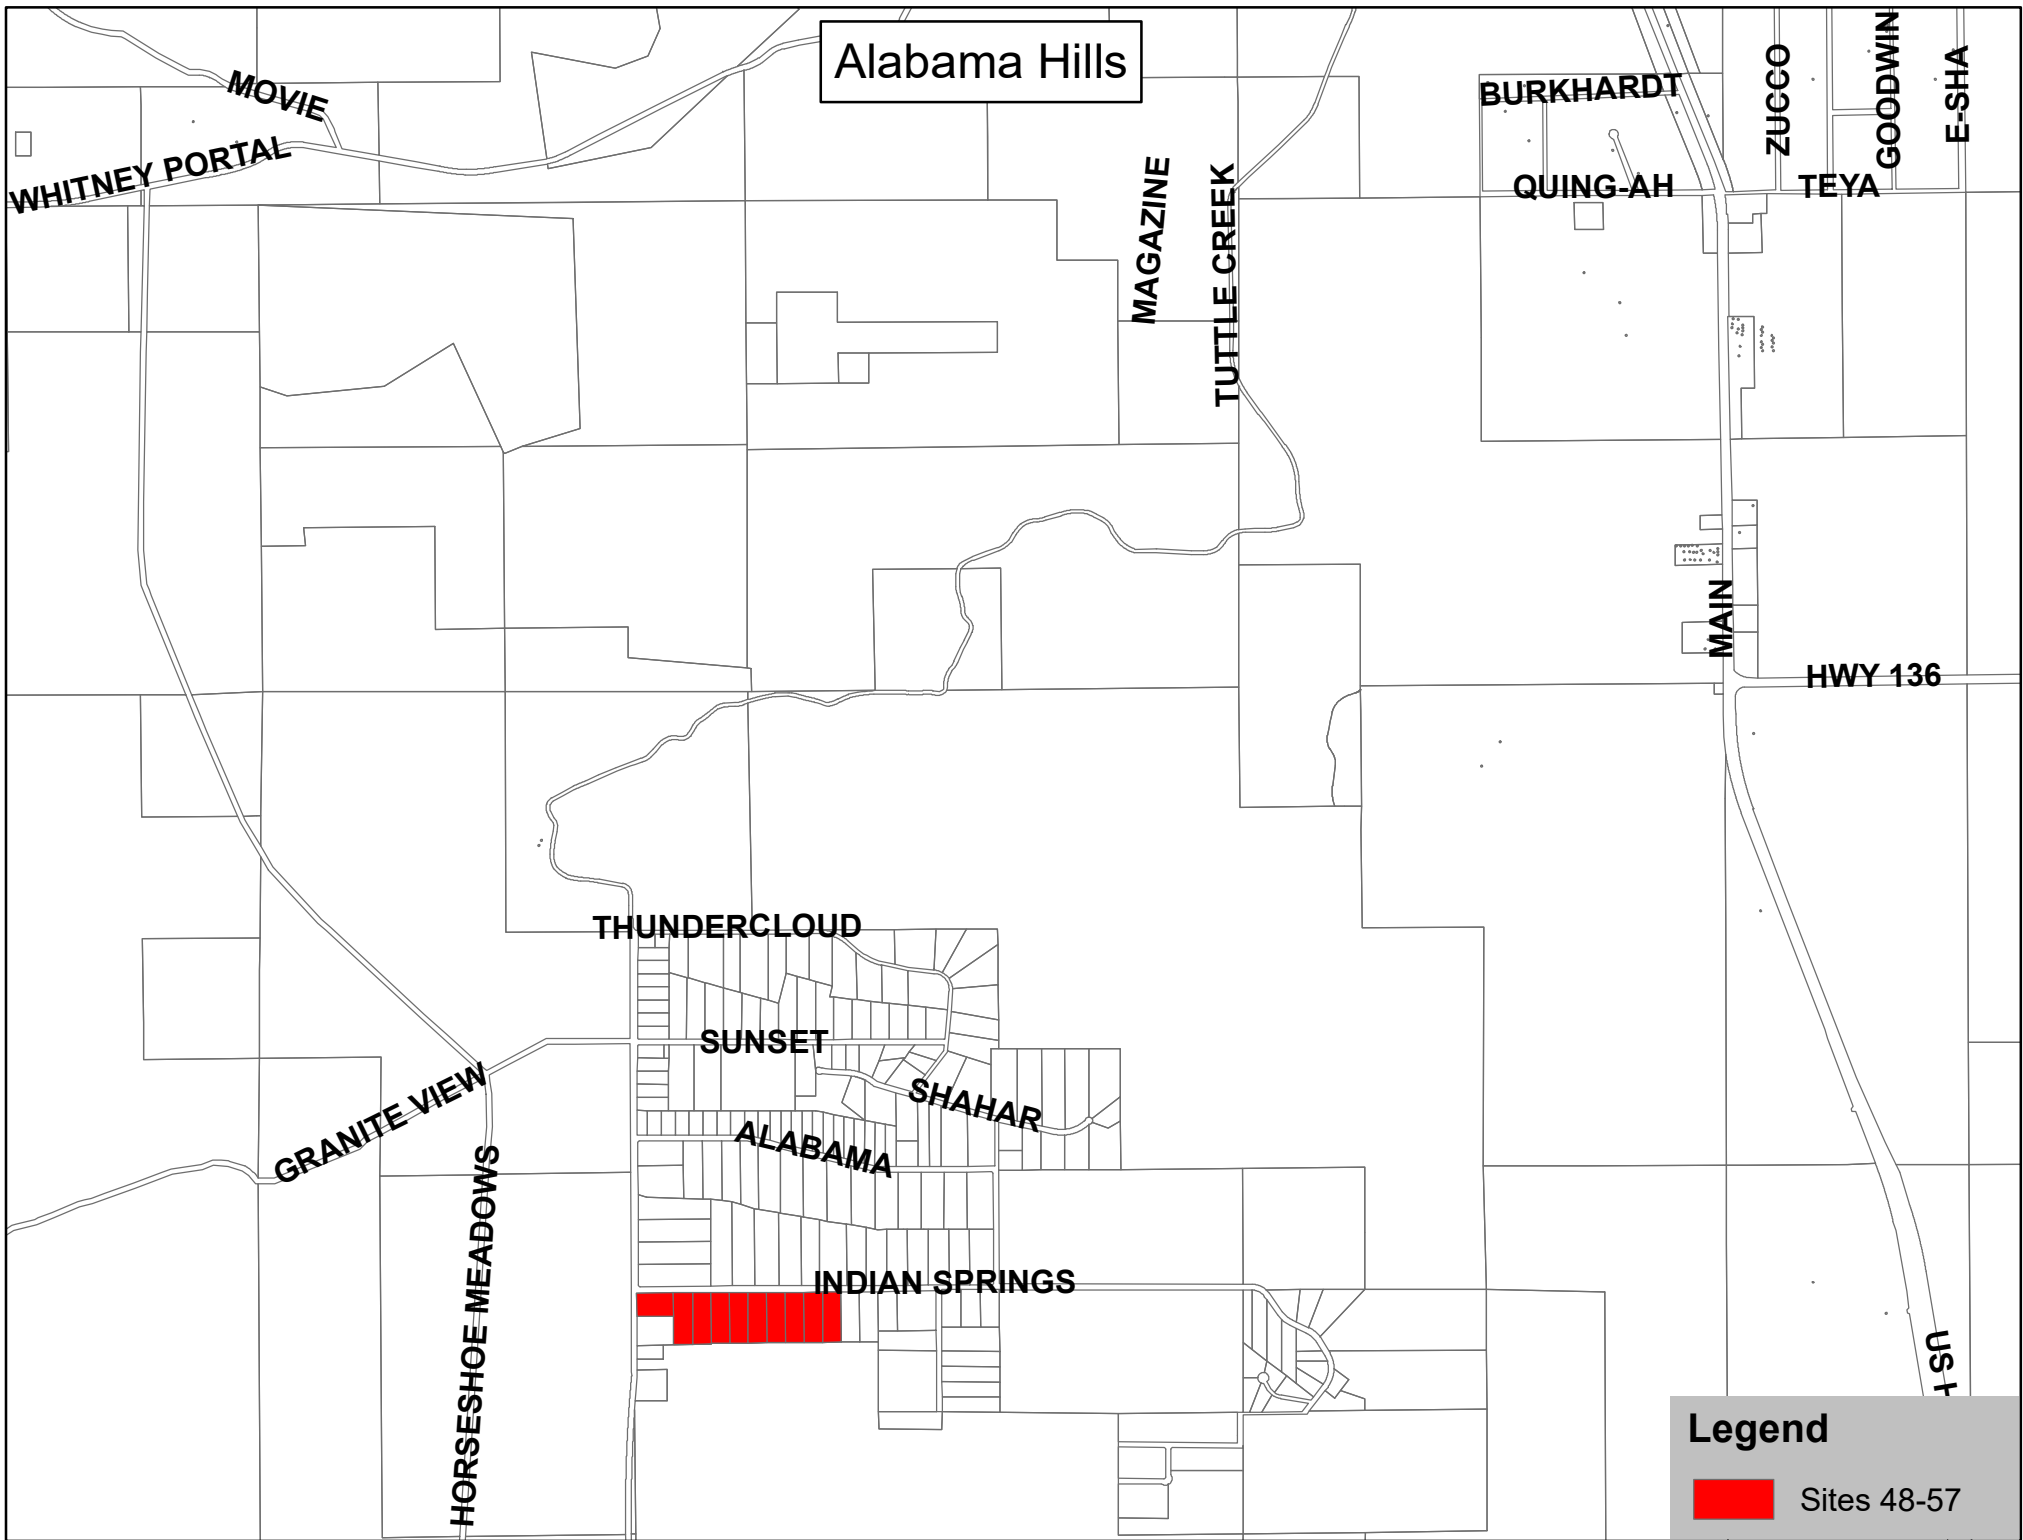 Alabama Hills
MOVIE
WHITNEY PORTAL
MAGAZINE
TUTTLE CREEK
BURKHARDT
QUING-AH
ZUCCO
GOODWIN
E-SHA
TEYA
MAIN
HWY 136
THUNDERCLOUD
SUNSET
SHAHAR
GRANITE VIEW
ALABAMA
HORSESHOE MEADOWS
INDIAN SPRINGS
US
Legend
Sites 48-57